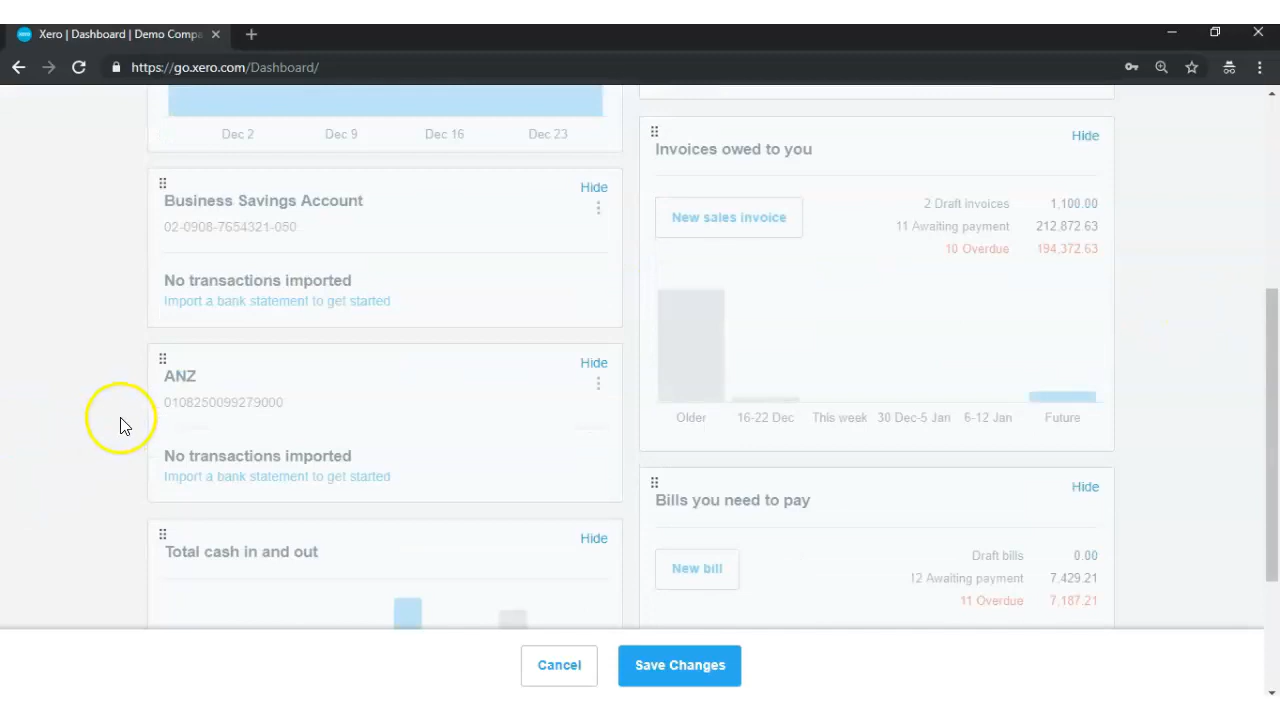 Xero | Dashboard | Demo Compa
https://go.xero.com/Dashboard/
Dec 2 Dec 9 Dec 16 Dec 23
Hide
Business Savings Account
02-0908-7654321-050
No transactions imported
Import a bank statement to get started
Hide
ANZ
0108250099279000
No transactions imported
Import a bank statement to get started
Hide
Total cash in and out
Hide
Invoices owed to you
New sales invoice
2 Draft invoices 1,100.00
11 Awaiting payment 212,872.63
10 Overdue 194,372.63
Older 16-22 Dec This week 30 Dec-5 Jan 6-12 Jan Future
Hide
Bills you need to pay
New bill
Draft bills 0.00
12 Awaiting payment 7,429.21
11 Overdue 7,187.21
Cancel Save Changes